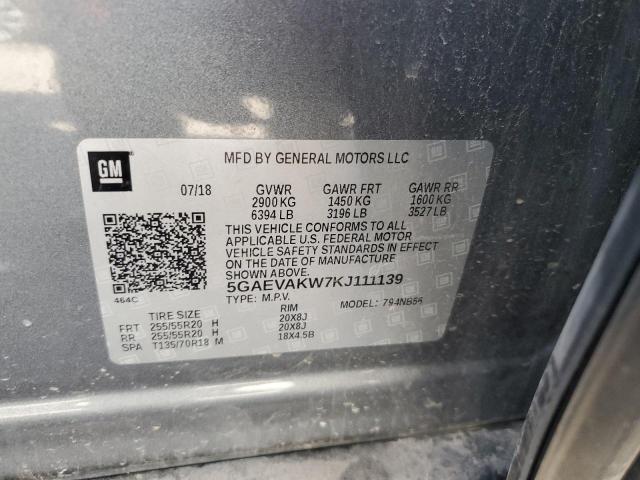 GM
MFD BY GENERAL MOTORS LLC
07/18 GVWR GAWR FRT GAWR RR
2900 KG 1450 KG 1600 KG
6394 LB 3196 LB 3527 LB
THIS VEHICLE CONFORMS TO ALL
APPLICABLE U.S. FEDERAL MOTOR
VEHICLE SAFETY STANDARDS IN EFFECT
ON THE DATE OF MANUFACTURE
SHOWN ABOVE.
464C
5GAEVAKW7KJ111139
TYPE: M.P.V. MODEL: 794NB56
TIRE SIZE RIM
FRT 255/55R20 H 20X8J
RR 255/55R20 H 20X8J
SPA T135/70R18 M 18X4.5B